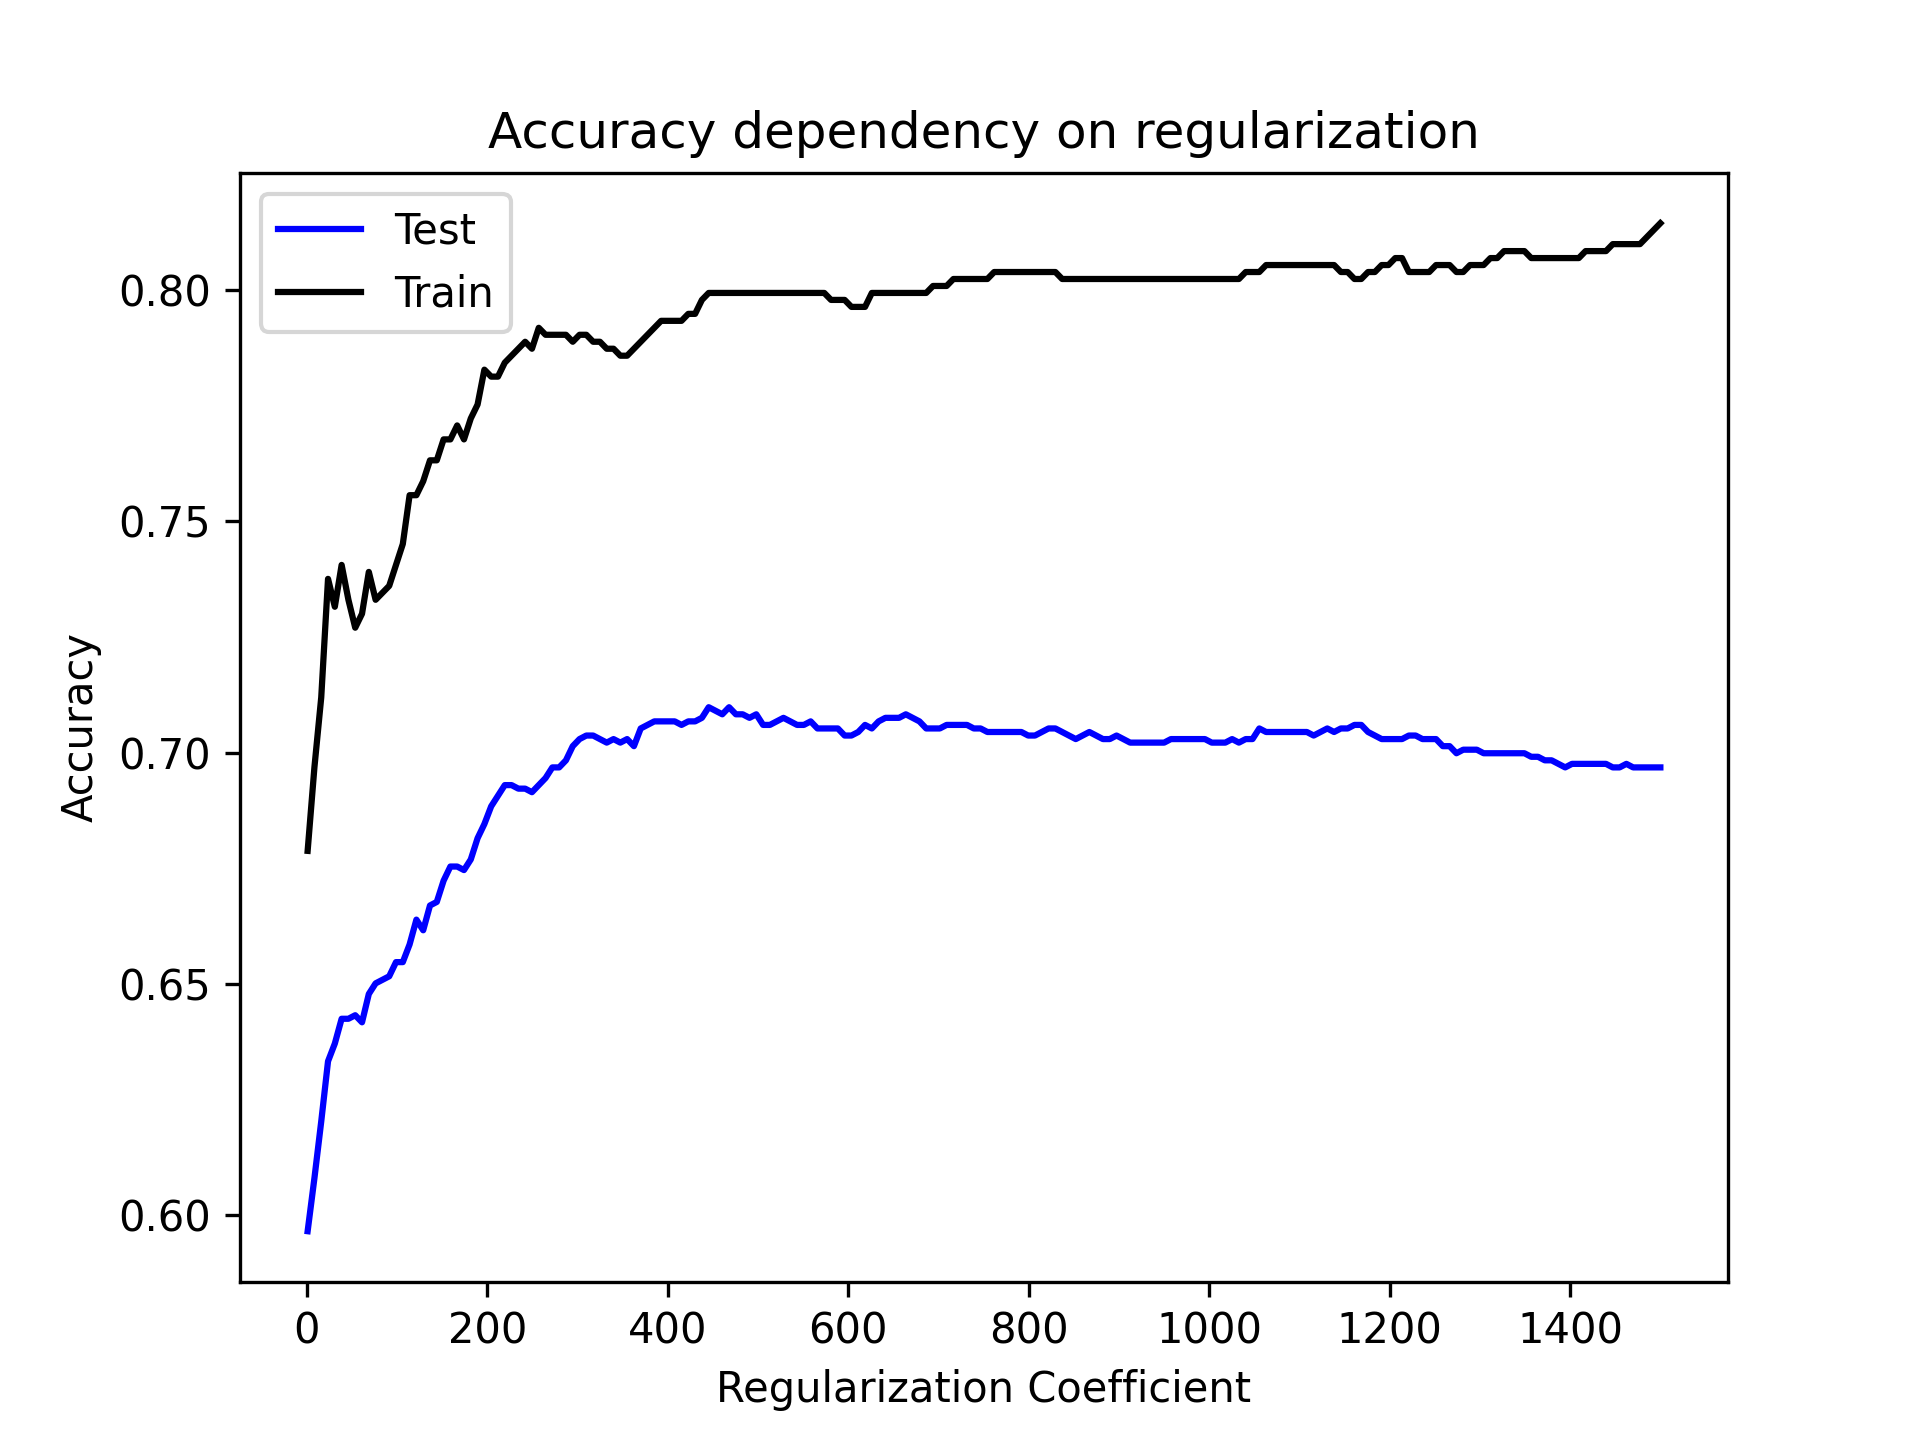 Accuracy dependency on regularization
Test
Train
0.80
0.75
0.70
0.65
0.60
Accuracy
0 200 400 600 800 1000 1200 1400
Regularization Coefficient